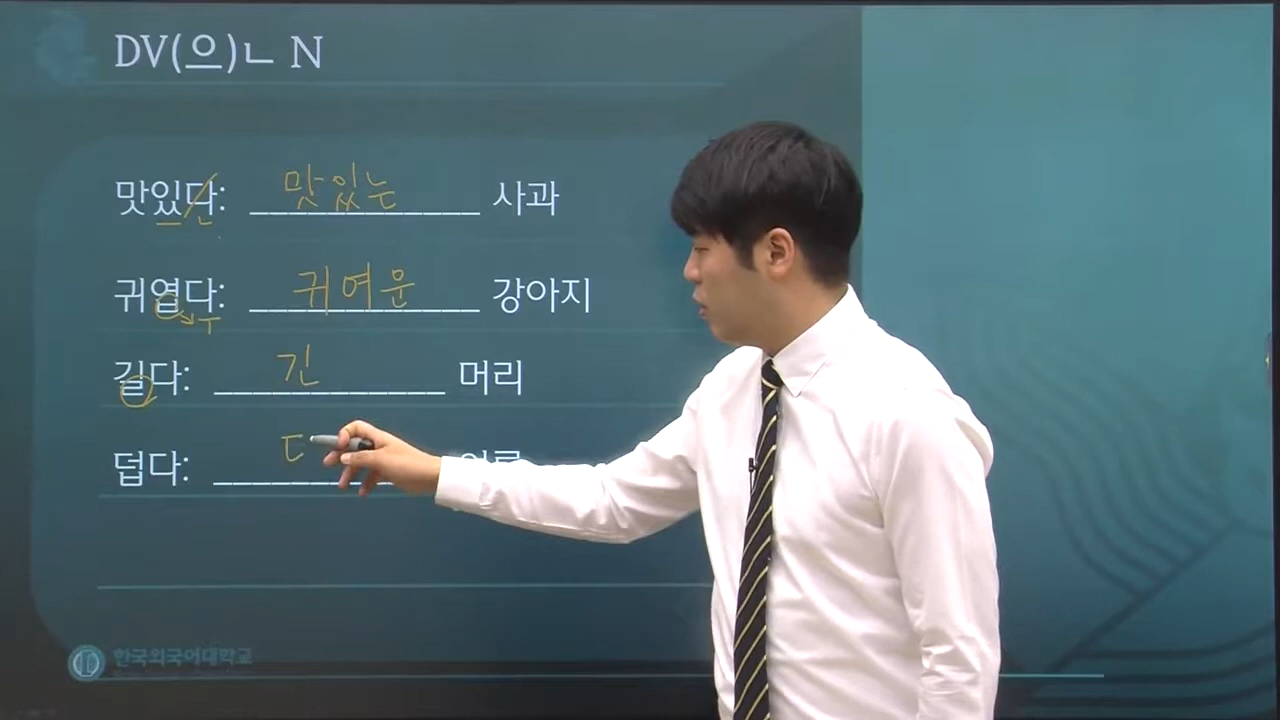 DV(으)ㄴ N
맛있다: 맛있는 사과
귀엽다: 귀여운 강아지
ㅂ→우
길다: 긴 머리
덥다: ㄷ
한국외국어대학교